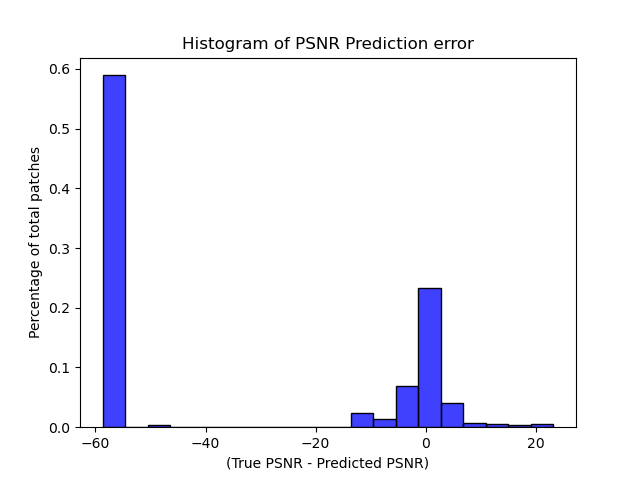 Histogram of PSNR Prediction error
Percentage of total patches
0.6
0.5
0.4
0.3
0.2
0.1
0.0
−60 −40 −20 0 20
(True PSNR - Predicted PSNR)